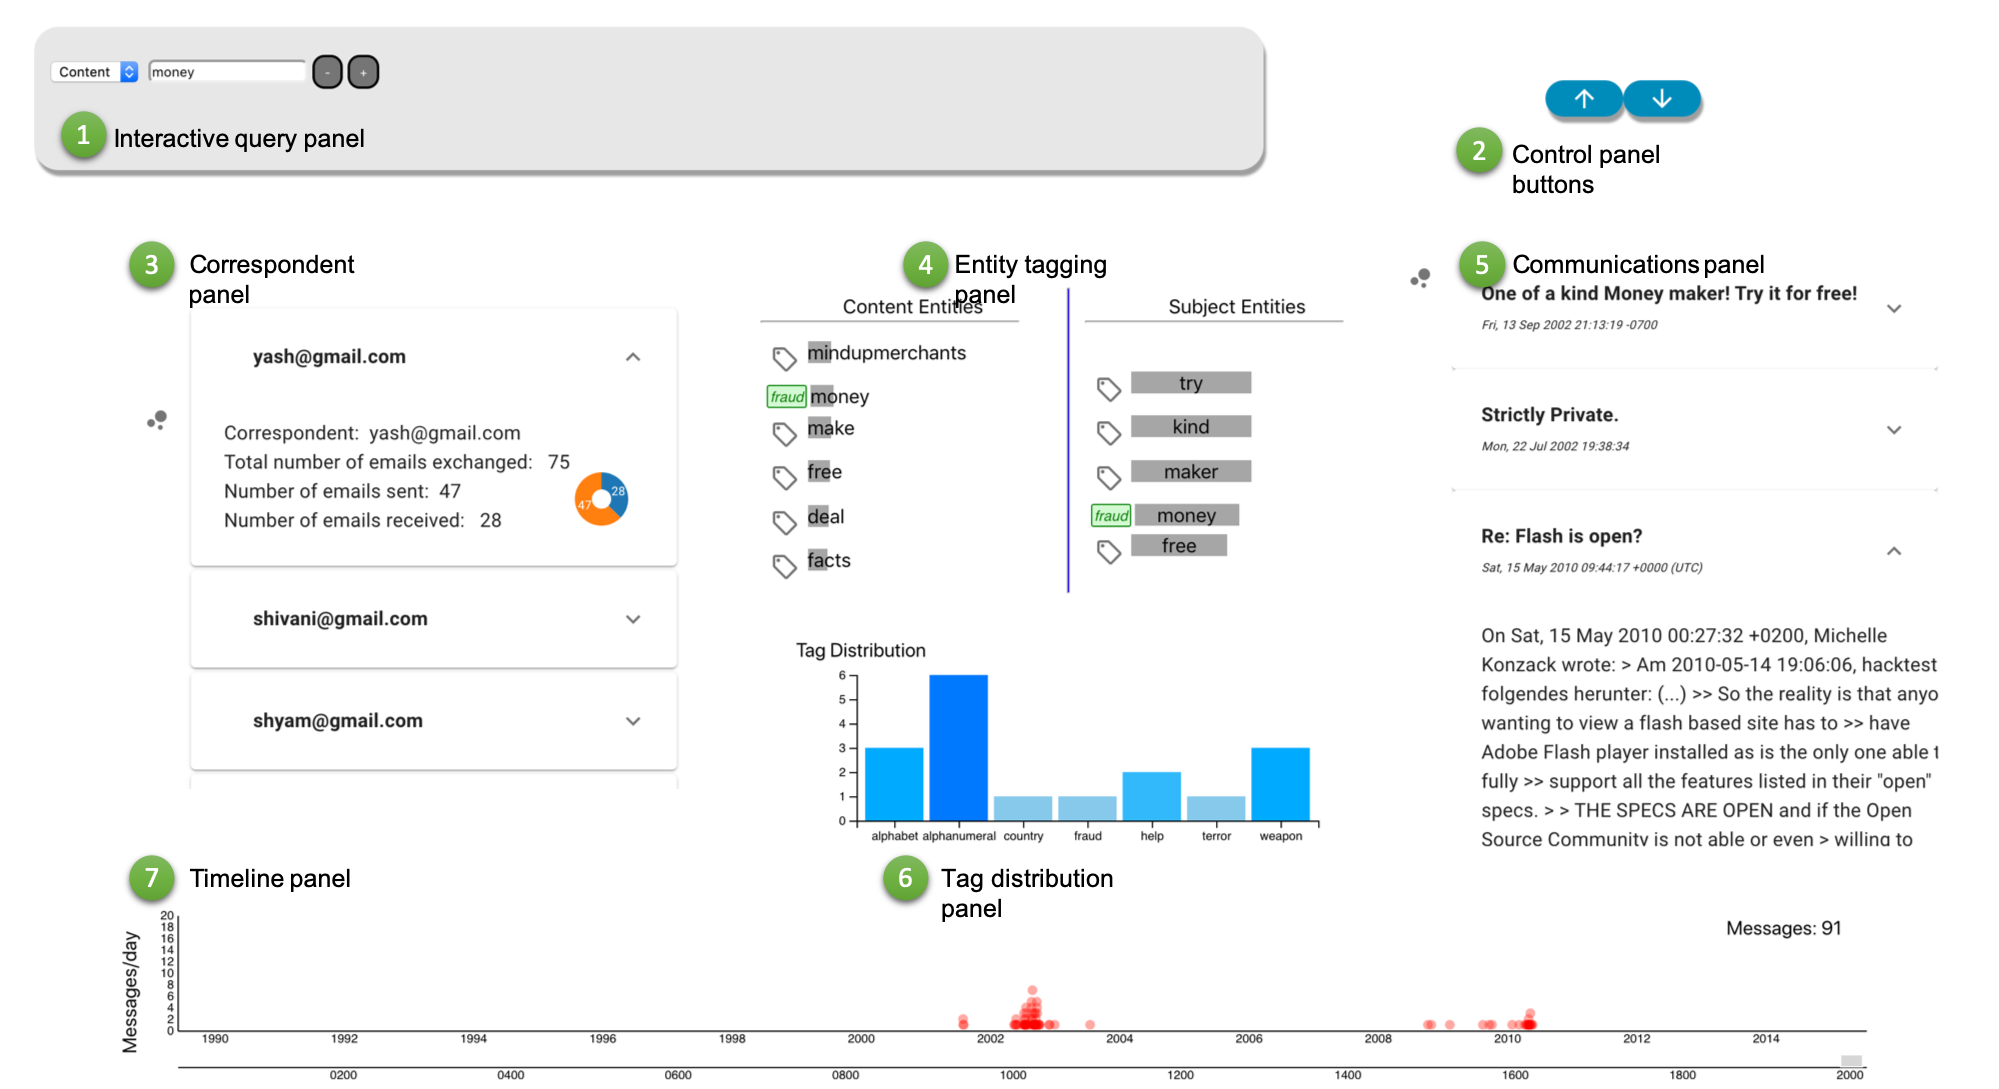 Content
money
-
+
1
Interactive query panel
2
Control panel
buttons
3
Correspondent
panel
yash@gmail.com
Correspondent: yash@gmail.com
Total number of emails exchanged: 75
Number of emails sent: 47
Number of emails received: 28
47
28
shivani@gmail.com
shyam@gmail.com
4
Entity tagging
panel
Content Entities
mindupmerchants
fraud money
make
free
deal
facts
Subject Entities
try
kind
maker
fraud money
free
5
Communications panel
One of a kind Money maker! Try it for free!
Fri, 13 Sep 2002 21:13:19 -0700
Strictly Private.
Mon, 22 Jul 2002 19:38:34
Re: Flash is open?
Sat, 15 May 2010 09:44:17 +0000 (UTC)
On Sat, 15 May 2010 00:27:32 +0200, Michelle
Konzack wrote: > Am 2010-05-14 19:06:06, hacktest
folgendes herunter: (...) >> So the reality is that anyo
wanting to view a flash based site has to >> have
Adobe Flash player installed as is the only one able t
fully >> support all the features listed in their "open"
specs. > > THE SPECS ARE OPEN and if the Open
Source Community is not able or even > willing to
Tag Distribution
6
5
4
3
2
1
0
alphabet alphanumeral country fraud help terror weapon
6
Tag distribution
panel
7
Timeline panel
Messages: 91
Messages/day
20
18
16
14
12
10
8
6
4
2
0
1990 1992 1994 1996 1998 2000 2002 2004 2006 2008 2010 2012 2014
0200 0400 0600 0800 1000 1200 1400 1600 1800 2000